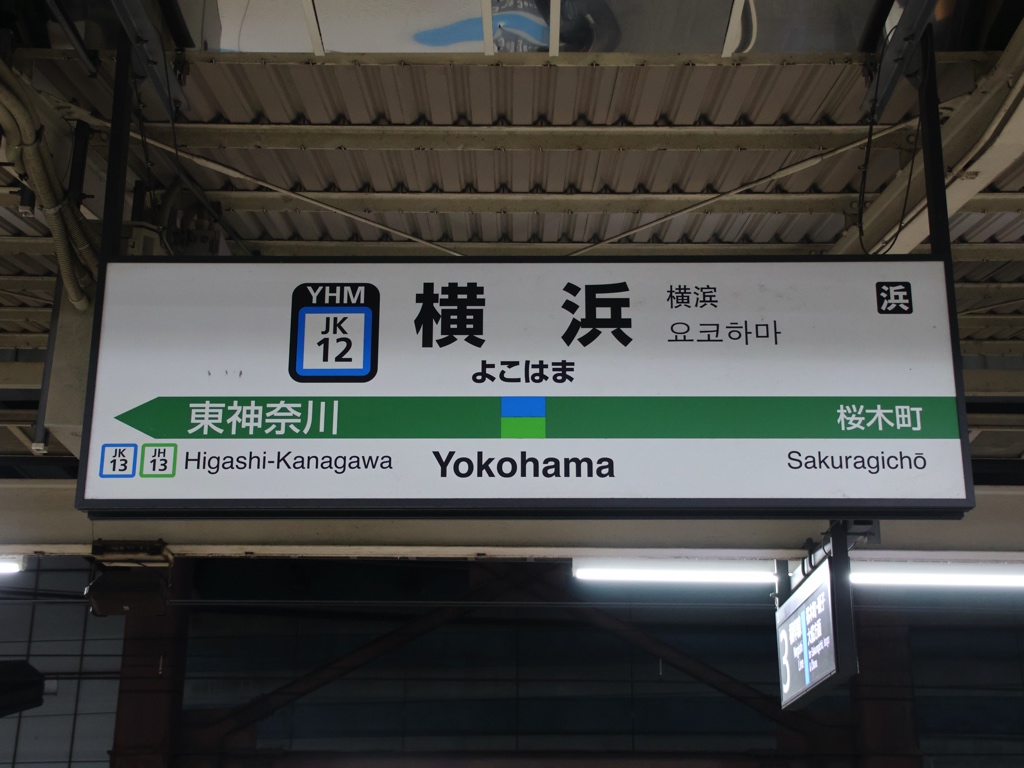 YHM
JK
12
横浜
よこはま
横滨
요코하마
浜
東神奈川
桜木町
JK
13
JH
13
Higashi-Kanagawa
Yokohama
Sakuragichō
3